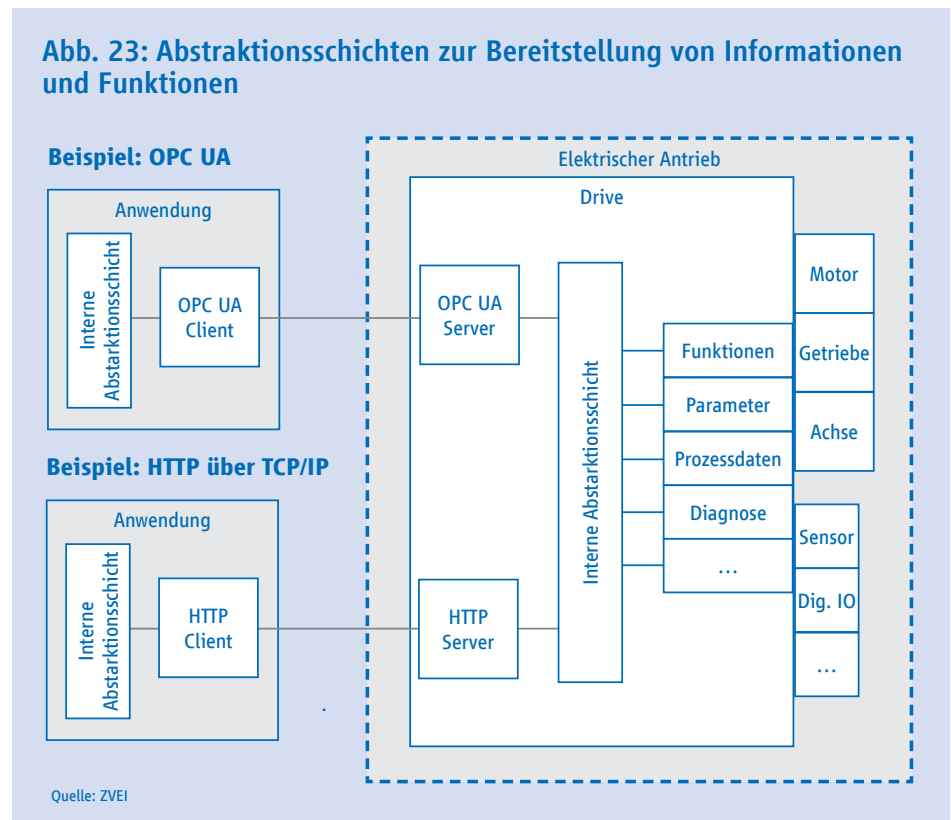 Abb. 23: Abstraktionsschichten zur Bereitstellung von Informationen
und Funktionen
Beispiel: OPC UA
Anwendung
Interne
Abstarktionsschicht
OPC UA
Client
Beispiel: HTTP über TCP/IP
Anwendung
Interne
Abstarktionsschicht
HTTP
Client
Elektrischer Antrieb
Drive
OPC UA
Server
HTTP
Server
Interne Abstarktionsschicht
Funktionen
Parameter
Prozessdaten
Diagnose
...
Motor
Getriebe
Achse
Sensor
Dig. IO
...
Quelle: ZVEI